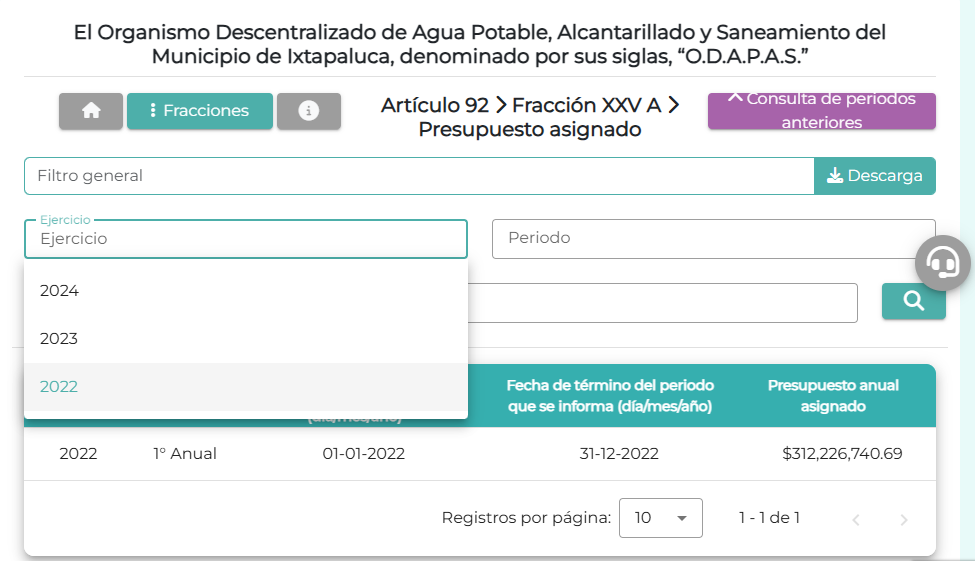 El Organismo Descentralizado de Agua Potable, Alcantarillado y Saneamiento del
Municipio de Ixtapaluca, denominado por sus siglas, “O.D.A.P.A.S.”
Fracciones
Artículo 92 > Fracción XXV A >
Presupuesto asignado
Consulta de periodos
anteriores
Filtro general
Descarga
Ejercicio
Ejercicio
Periodo
2024
2023
2022
(día/mes/año)
Fecha de término del periodo
que se informa (día/mes/año)
Presupuesto anual
asignado
2022 1° Anual 01-01-2022 31-12-2022 $312,226,740.69
Registros por página: 10 1 - 1 de 1